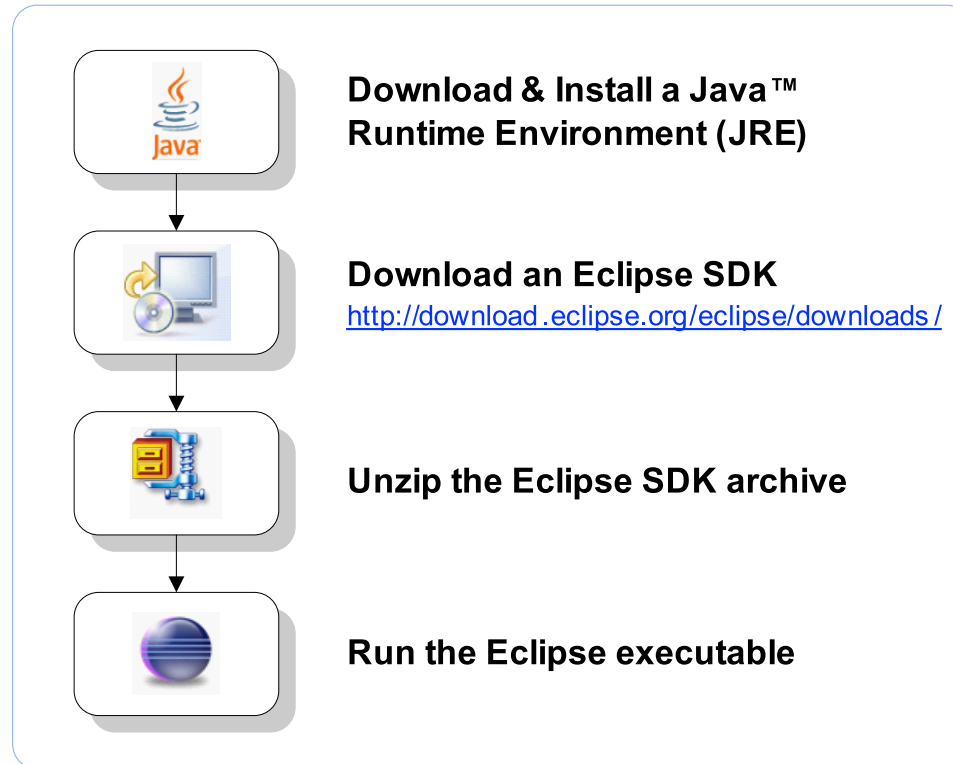 Java
Download & Install a Java™
Runtime Environment (JRE)
Download an Eclipse SDK
http://download.eclipse.org/eclipse/downloads/
Unzip the Eclipse SDK archive
Run the Eclipse executable